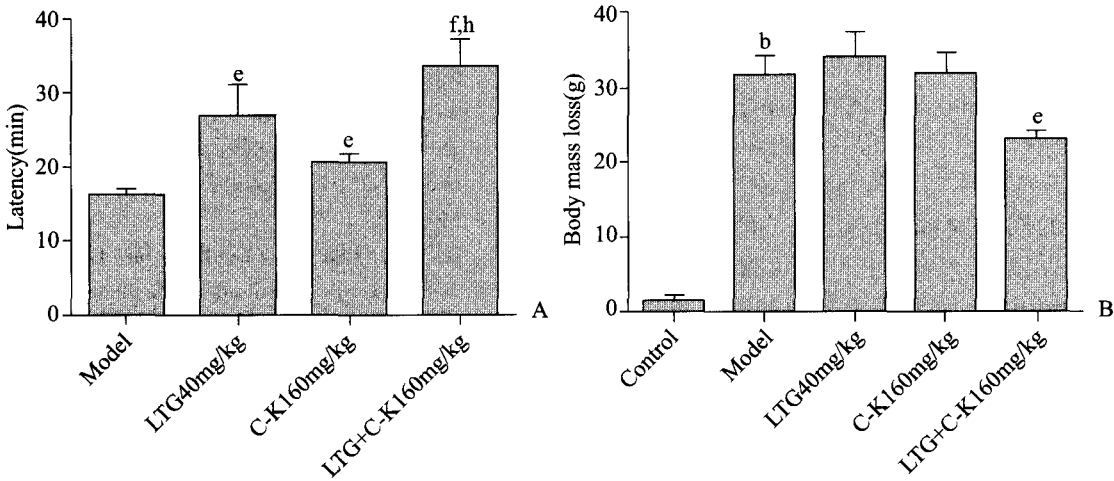 40
30
20
10
0
Latency(min)
e
e
f,h
Model
LTG40mg/kg
C-K160mg/kg
LTG+C-K160mg/kg
A
40
30
20
10
0
Body mass loss(g)
b
e
Control
Model
LTG40mg/kg
C-K160mg/kg
LTG+C-K160mg/kg
B